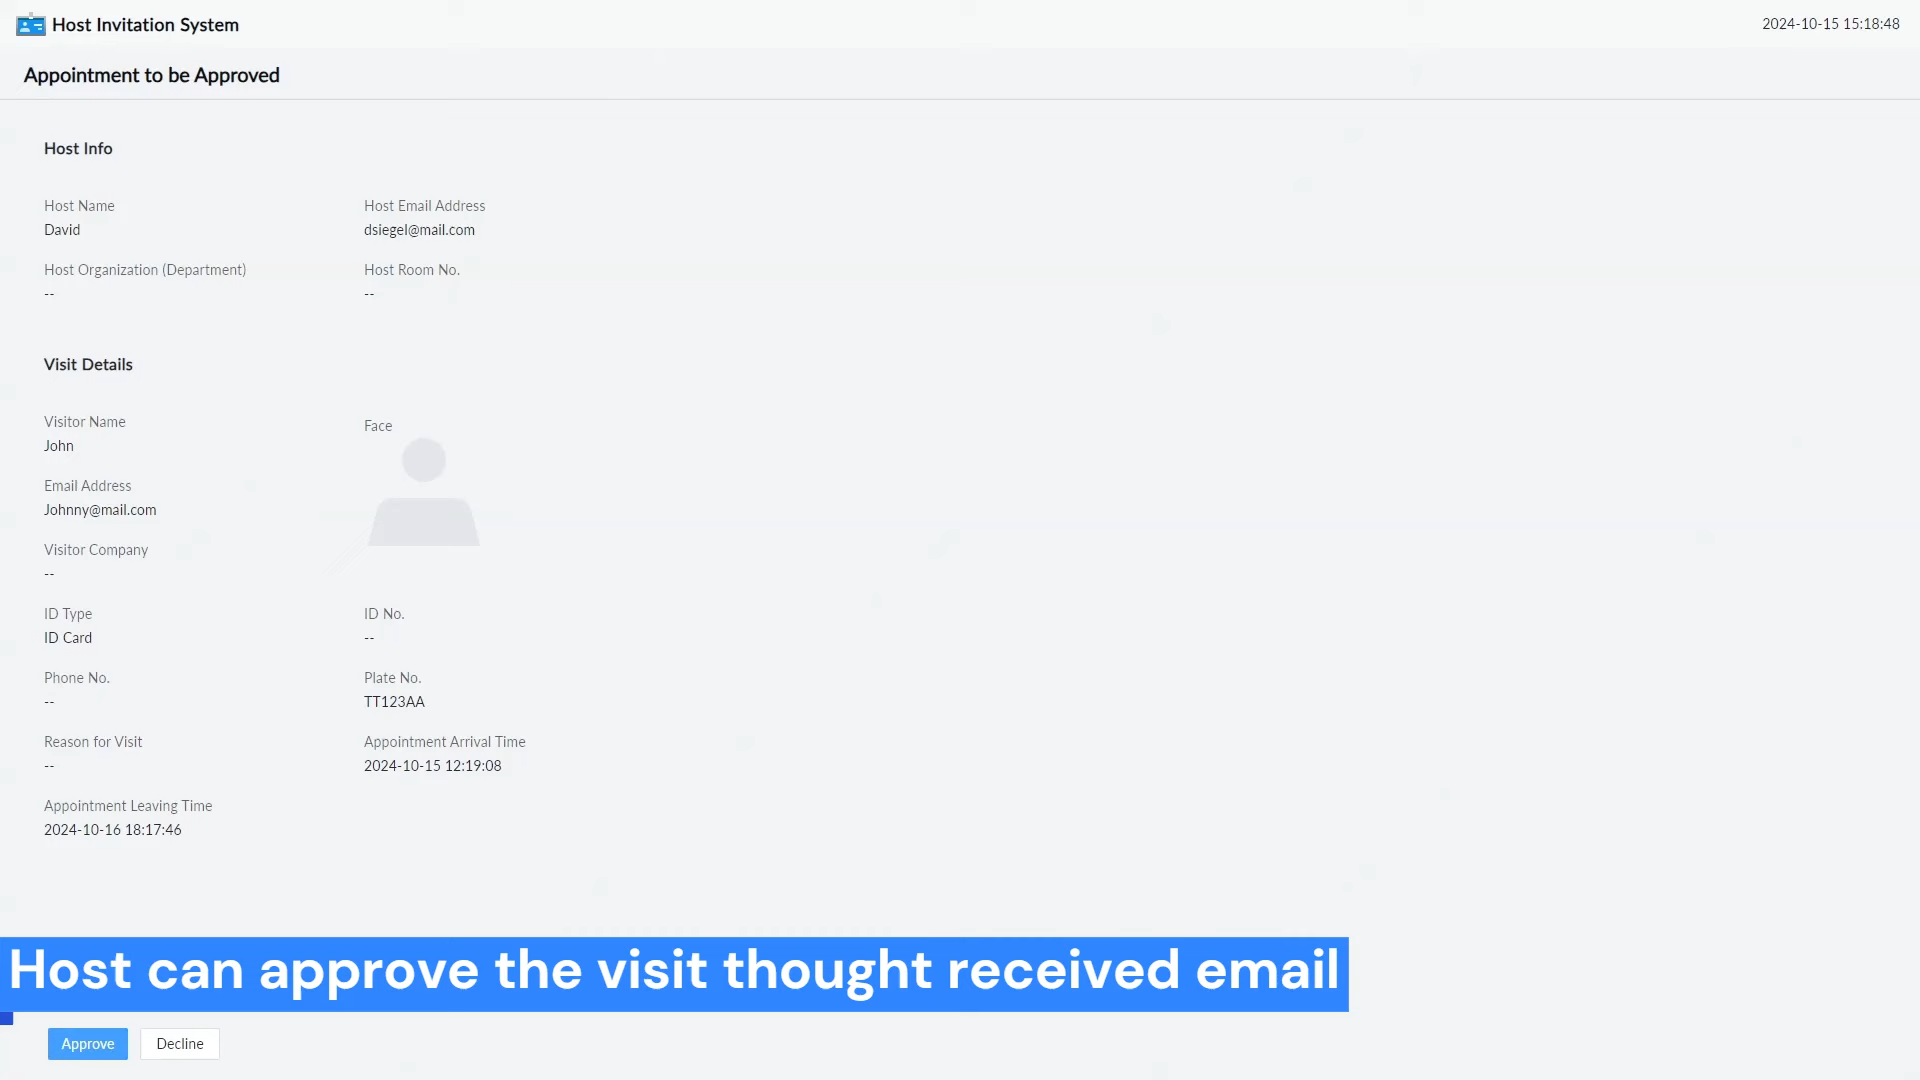 Host Invitation System
2024-10-15 15:18:48
Appointment to be Approved
Host Info
Host Name
Host Email Address
David
dsiegel@mail.com
Host Organization (Department)
Host Room No.
--
--
Visit Details
Visitor Name
Face
John
Email Address
Johnny@mail.com
Visitor Company
--
ID Type
ID No.
ID Card
--
Phone No.
Plate No.
--
TT123AA
Reason for Visit
Appointment Arrival Time
--
2024-10-15 12:19:08
Appointment Leaving Time
2024-10-16 18:17:46
Host can approve the visit thought received email
Approve
Decline